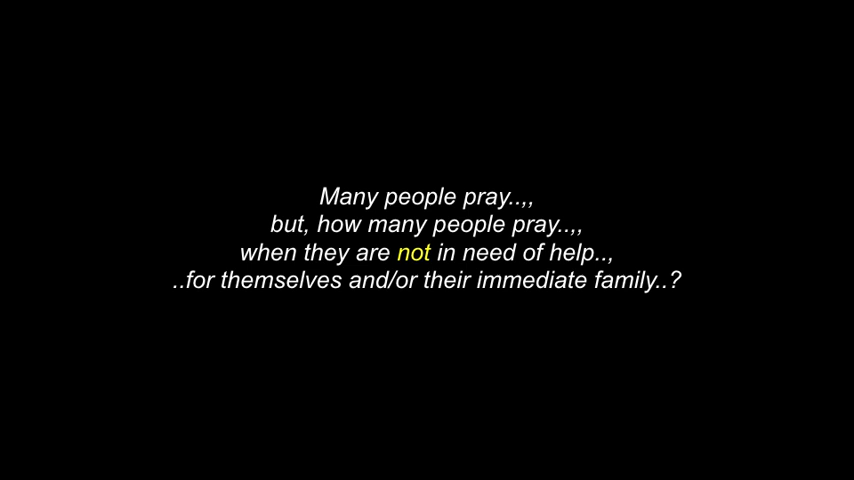 Many people pray..,,
but, how many people pray..,,
when they are not in need of help..,
..for themselves and/or their immediate family..?